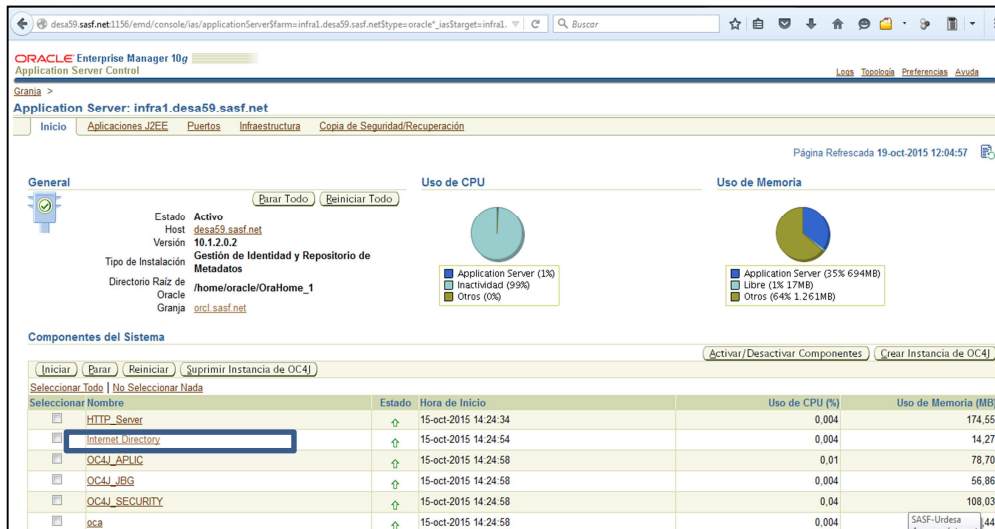 desa59.sasf.net:1156/emd/console/ias/applicationServer$farm=infra1.desa59.sasf.net$type=oracle*_ias$target=infra1.
Buscar
ORACLE Enterprise Manager 10g
Application Server Control
Logs Topología Preferencias Ayuda
Granja >
Application Server: infra1.desa59.sasf.net
Inicio Aplicaciones J2EE Puertos Infraestructura Copia de Seguridad/Recuperación
Página Refrescada 19-oct-2015 12:04:57
General
Parar Todo Reiniciar Todo
Estado Activo
Host desa59.sasf.net
Versión 10.1.2.0.2
Tipo de Instalación Gestión de Identidad y Repositorio de Metadatos
Directorio Raíz de Oracle /home/oracle/OraHome_1
Granja orcl.sasf.net
Uso de CPU
Application Server (1%)
Inactividad (99%)
Otros (0%)
Uso de Memoria
Application Server (35% 694MB)
Libre (1% 17MB)
Otros (64% 1.261MB)
Componentes del Sistema
Activar/Desactivar Componentes Crear Instancia de OC4J
Iniciar Parar Reiniciar Suprimir Instancia de OC4J
Seleccionar Todo | No Seleccionar Nada
Seleccionar Nombre Estado Hora de Inicio Uso de CPU (%) Uso de Memoria (MB)
HTTP_Server 15-oct-2015 14:24:34 0,004 174,55
Internet Directory 15-oct-2015 14:24:54 0,004 14,27
OC4J_APLIC 15-oct-2015 14:24:58 0,01 78,70
OC4J_JBG 15-oct-2015 14:24:58 0,004 56,86
OC4J_SECURITY 15-oct-2015 14:24:58 0,04 108,03
oca 15-oct-2015 14:24:58 0,004 44
SASF-Urdesa